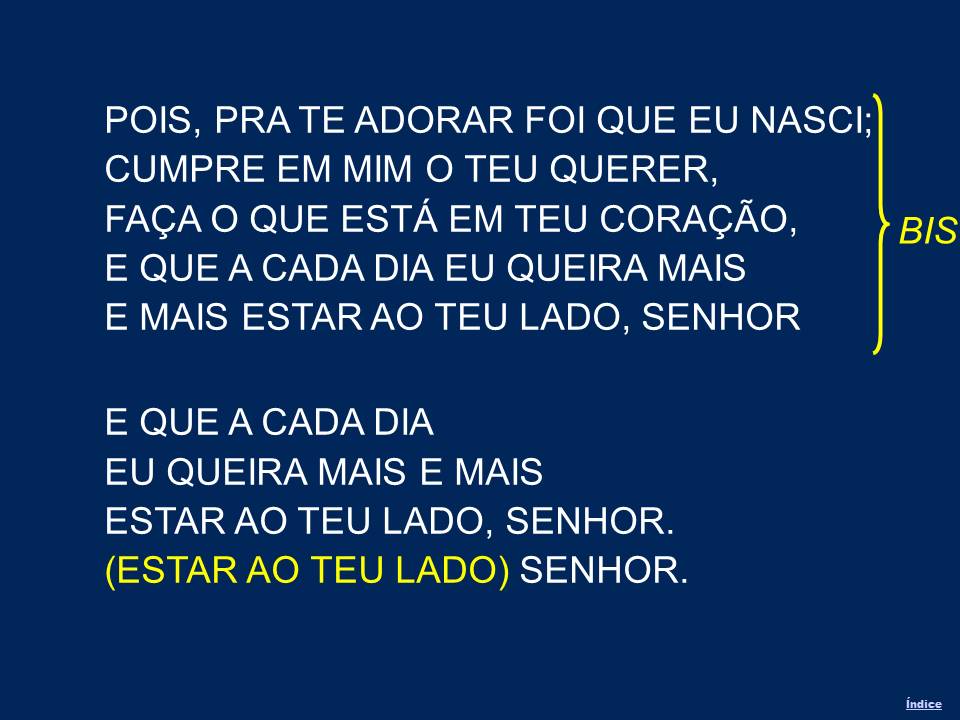 POIS, PRA TE ADORAR FOI QUE EU NASCI;
CUMPRE EM MIM O TEU QUERER,
FAÇA O QUE ESTÁ EM TEU CORAÇÃO,
E QUE A CADA DIA EU QUEIRA MAIS
E MAIS ESTAR AO TEU LADO, SENHOR
BIS
E QUE A CADA DIA
EU QUEIRA MAIS E MAIS
ESTAR AO TEU LADO, SENHOR.
(ESTAR AO TEU LADO) SENHOR.
Índice